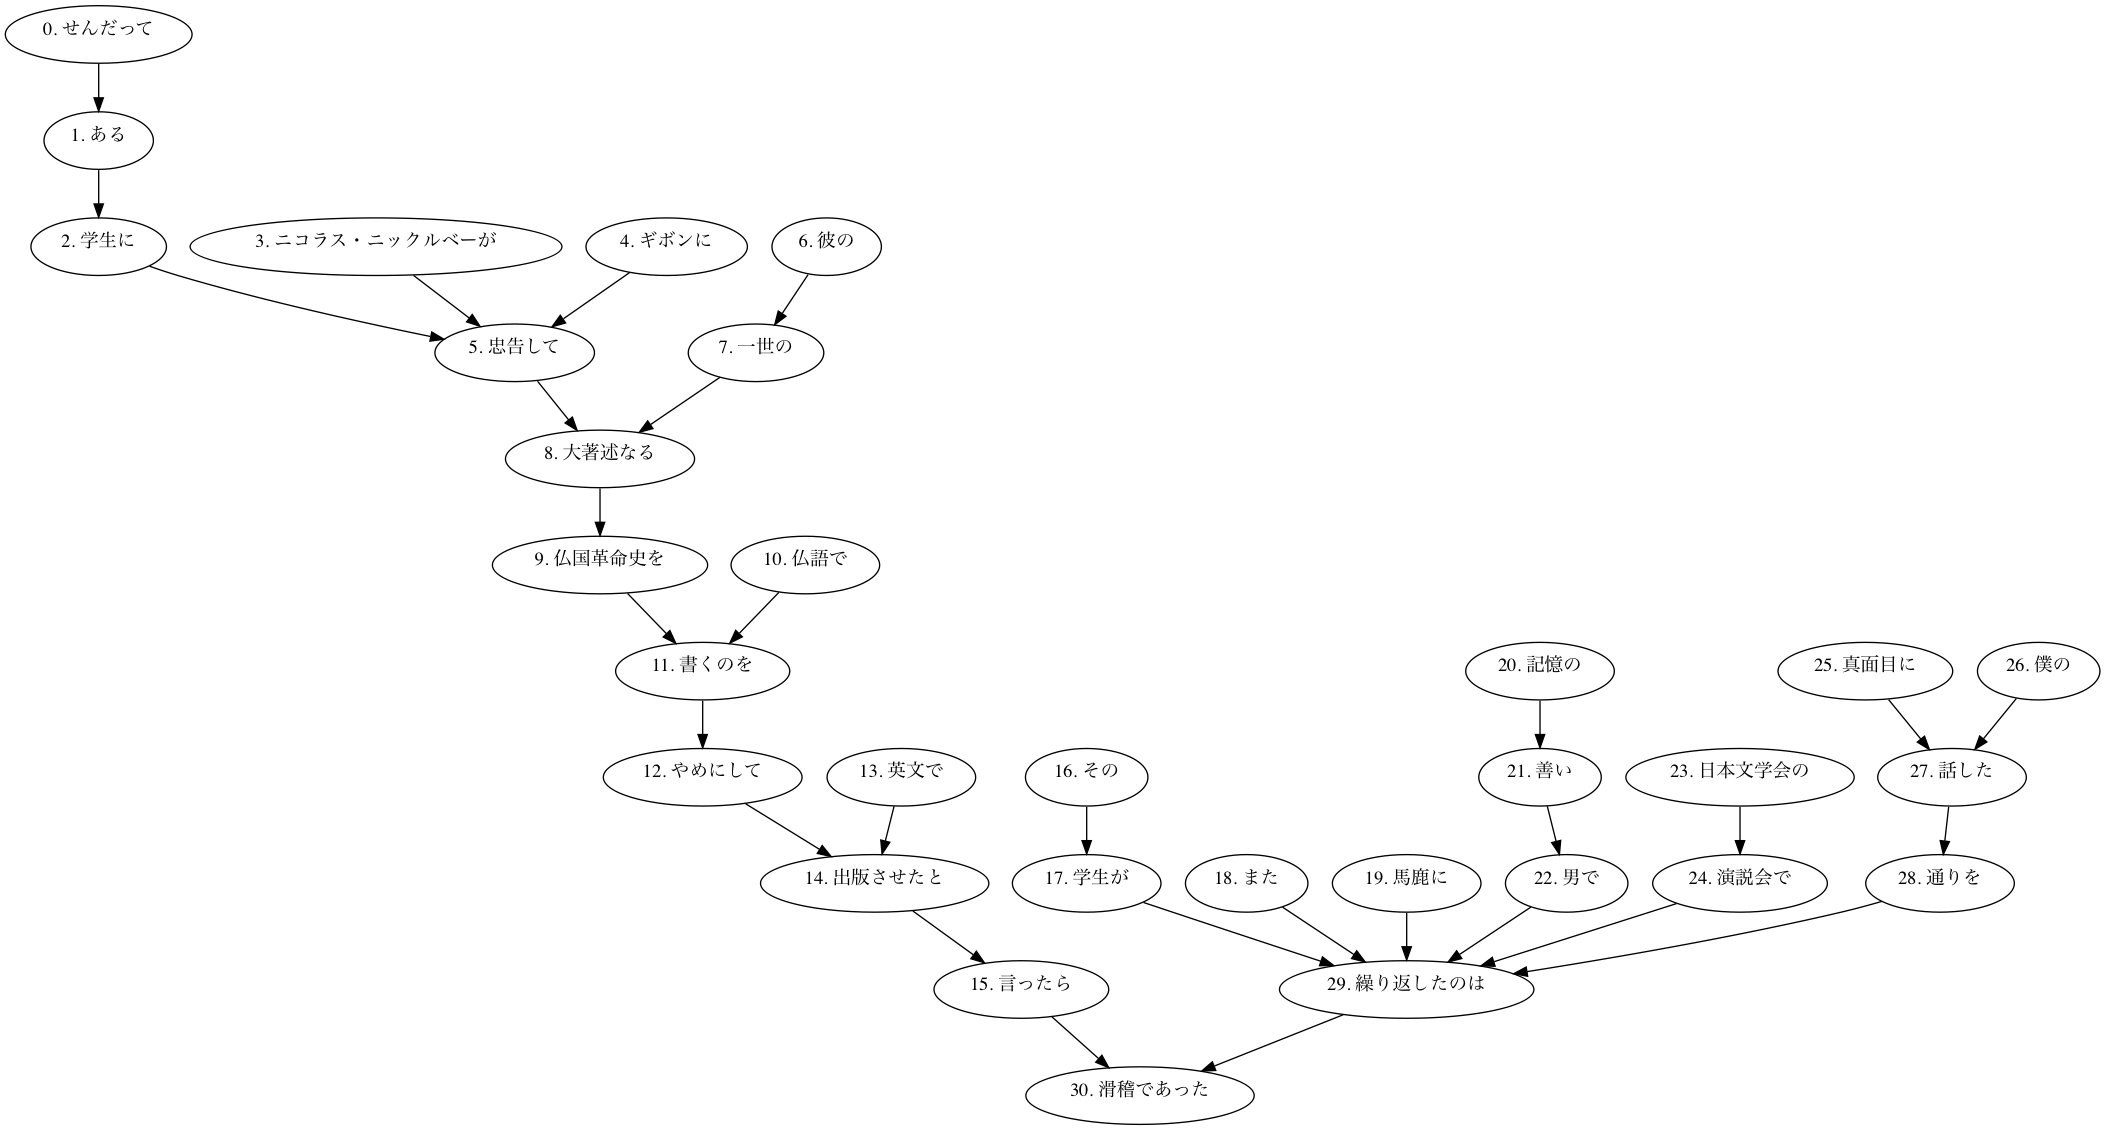 0. せんだって
1. ある
2. 学生に
3. ニコラス・ニックルベーが
4. ギボンに
5. 忠告して
6. 彼の
7. 一世の
8. 大著述なる
9. 仏国革命史を
10. 仏語で
11. 書くのを
12. やめにして
13. 英文で
14. 出版させたと
15. 言ったら
16. その
17. 学生が
18. また
19. 馬鹿に
20. 記憶の
21. 善い
22. 男で
23. 日本文学会の
24. 演説会で
25. 真面目に
26. 僕の
27. 話した
28. 通りを
29. 繰り返したのは
30. 滑稽であった